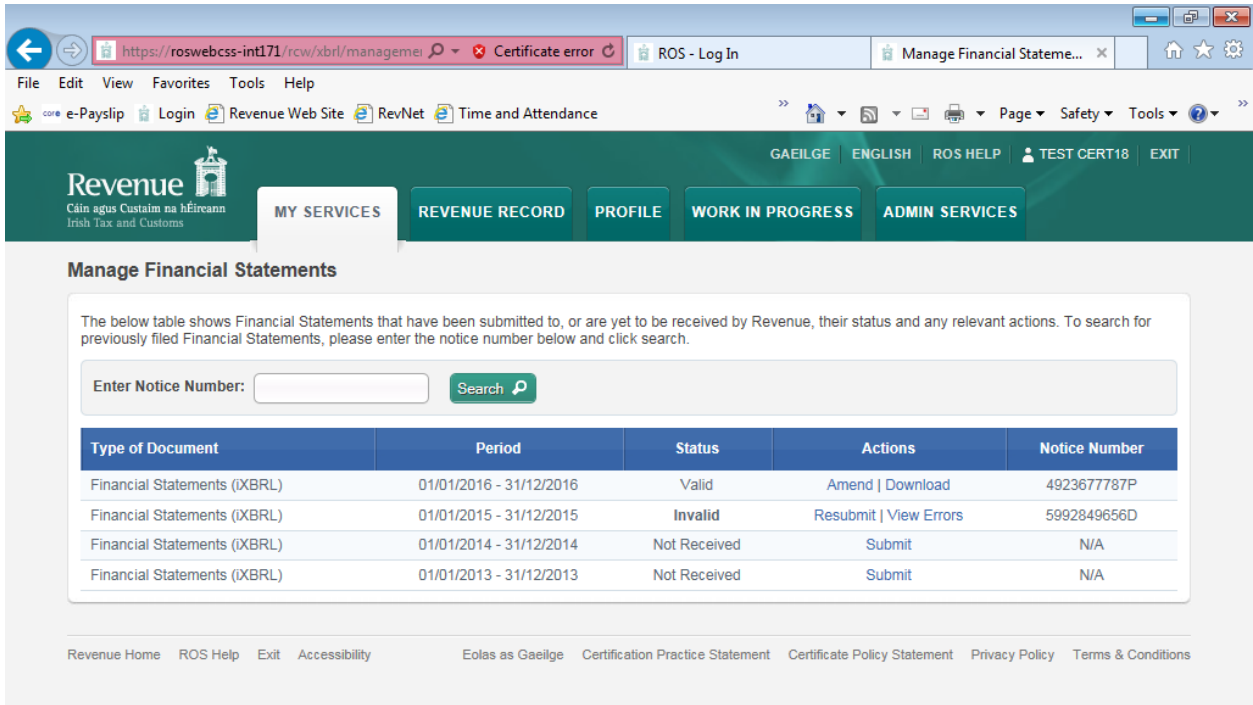 https://roswebcss-int171/rcw/xbrl/managemen Certificate error ROS - Log In Manage Financial Stateme...
File Edit View Favorites Tools Help
core e-Payslip Login Revenue Web Site RevNet Time and Attendance » Page Safety Tools »
GAEILGE ENGLISH ROS HELP TEST CERT18 EXIT
Revenue
Cáin agus Custaim na hÉireann
Irish Tax and Customs
MY SERVICES REVENUE RECORD PROFILE WORK IN PROGRESS ADMIN SERVICES
Manage Financial Statements
The below table shows Financial Statements that have been submitted to, or are yet to be received by Revenue, their status and any relevant actions. To search for
previously filed Financial Statements, please enter the notice number below and click search.
Enter Notice Number: Search
Type of Document Period Status Actions Notice Number
Financial Statements (iXBRL) 01/01/2016 - 31/12/2016 Valid Amend | Download 4923677787P
Financial Statements (iXBRL) 01/01/2015 - 31/12/2015 Invalid Resubmit | View Errors 5992849656D
Financial Statements (iXBRL) 01/01/2014 - 31/12/2014 Not Received Submit N/A
Financial Statements (iXBRL) 01/01/2013 - 31/12/2013 Not Received Submit N/A
Revenue Home ROS Help Exit Accessibility Eolas as Gaeilge Certification Practice Statement Certificate Policy Statement Privacy Policy Terms & Conditions